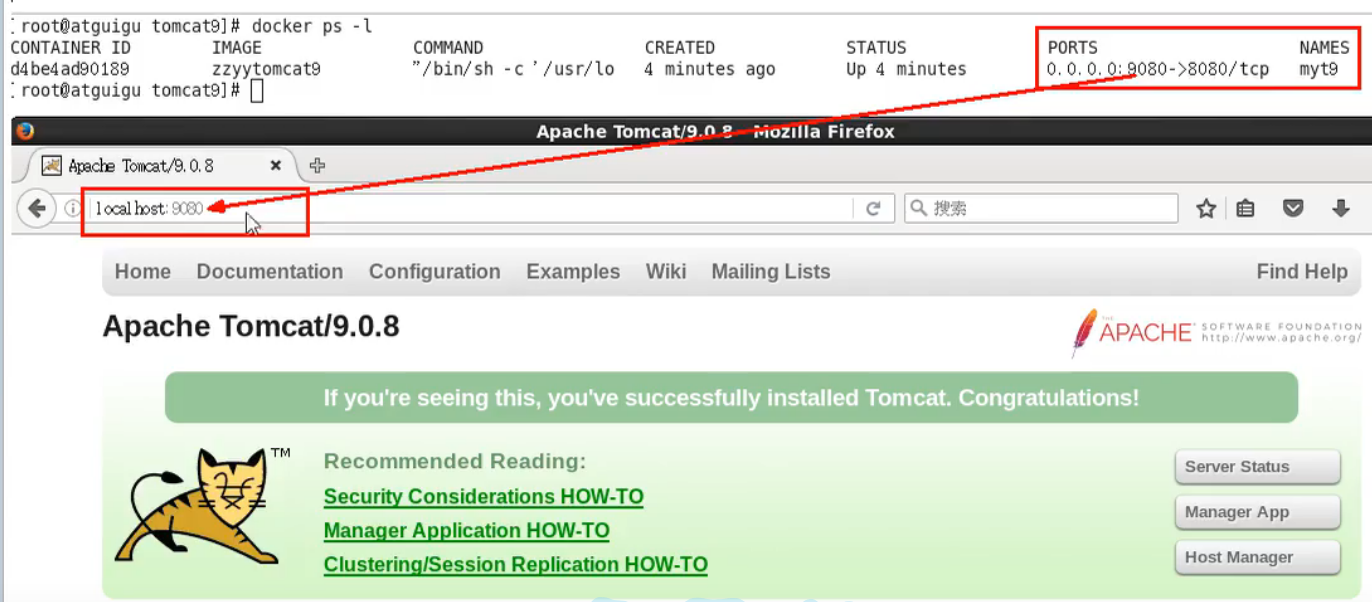 [root@atguigu tomcat9]# docker ps -l
CONTAINER ID IMAGE COMMAND CREATED STATUS PORTS NAMES
d4be4ad90189 zzyytomcat9 "/bin/sh -c '/usr/lo 4 minutes ago Up 4 minutes 0.0.0.0:9080->8080/tcp myt9
[root@atguigu tomcat9]#
Apache Tomcat/9.0.8 - Mozilla Firefox
Apache Tomcat/9.0.8
localhost:9080 搜索
Home Documentation Configuration Examples Wiki Mailing Lists Find Help
Apache Tomcat/9.0.8
THE APACHE SOFTWARE FOUNDATION
http://www.apache.org/
If you're seeing this, you've successfully installed Tomcat. Congratulations!
TM
Recommended Reading:
Security Considerations HOW-TO
Manager Application HOW-TO
Clustering/Session Replication HOW-TO
Server Status
Manager App
Host Manager